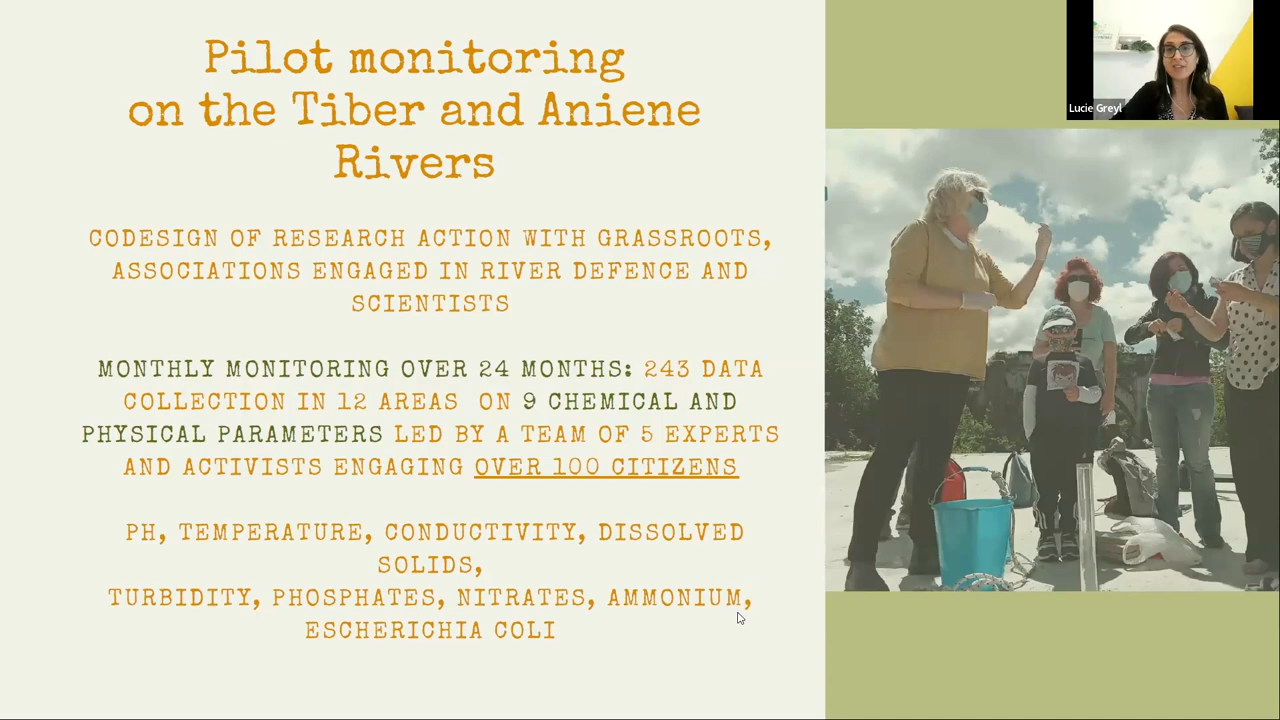 Pilot monitoring
on the Tiber and Aniene
Rivers
CODESIGN OF RESEARCH ACTION WITH GRASSROOTS,
ASSOCIATIONS ENGAGED IN RIVER DEFENCE AND
SCIENTISTS
MONTHLY MONITORING OVER 24 MONTHS: 243 DATA
COLLECTION IN 12 AREAS ON 9 CHEMICAL AND
PHYSICAL PARAMETERS LED BY A TEAM OF 5 EXPERTS
AND ACTIVISTS ENGAGING OVER 100 CITIZENS
PH, TEMPERATURE, CONDUCTIVITY, DISSOLVED
SOLIDS,
TURBIDITY, PHOSPHATES, NITRATES, AMMONIUM,
ESCHERICHIA COLI
Lucie Greyl